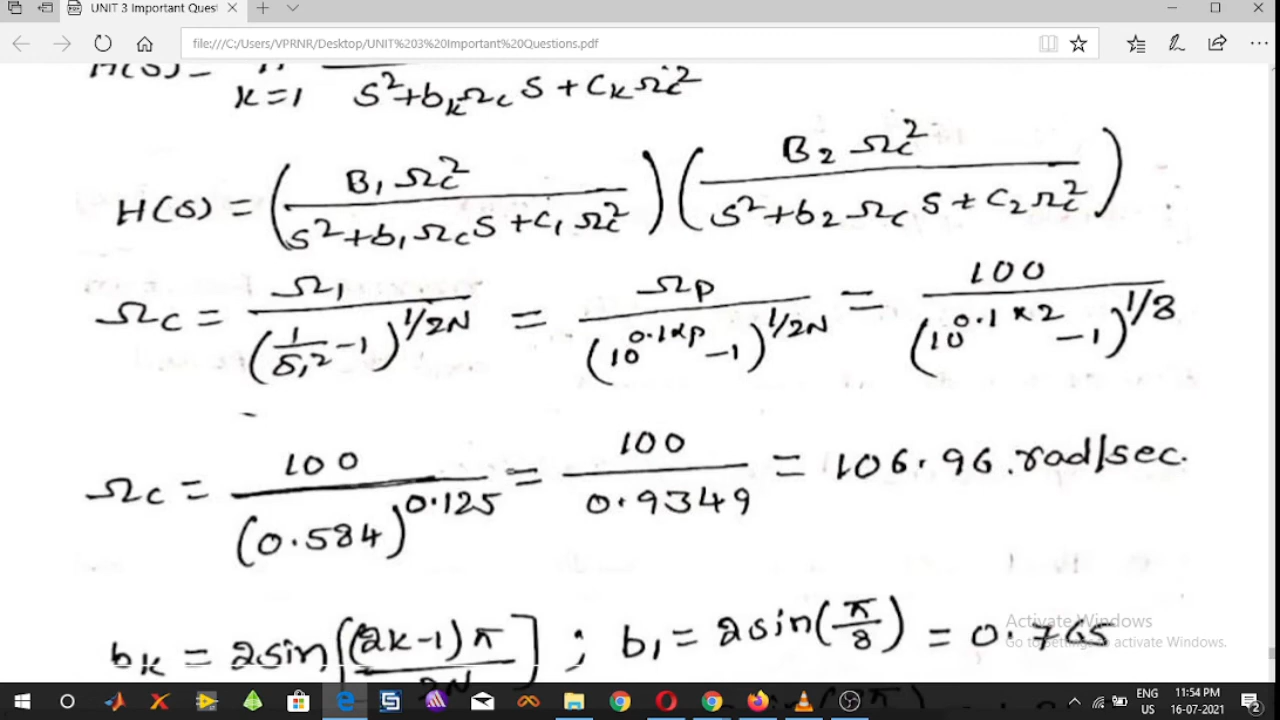 UNIT 3 Important Quest
file:///C:/Users/VPRNR/Desktop/UNIT%203%20Important%20Questions.pdf
H(S) = π_{k=1} / (S²+b_kΩ_c S + C_kΩ_c²)
H(S) = (B₁Ω_c² / (S²+b₁Ω_c S + C₁Ω_c²)) (B₂Ω_c² / (S²+b₂Ω_c S + C₂Ω_c²))
Ω_c = Ω₁ / (1/δ₁² − 1)^{1/2N} = Ω_p / (10^{0.1α_p} − 1)^{1/2N} = 100 / (10^{0.1×2} − 1)^{1/8}
Ω_c = 100 / (0.584)^{0.125} = 100 / 0.9349 = 106.96 rad/sec.
b_k = 2sin[(2k−1)π / 2N] ; b₁ = 2sin(π/8) = 0.765
Activate Windows
Go to Settings to activate Windows.
ENG 11:54 PM
US 16-07-2021
2